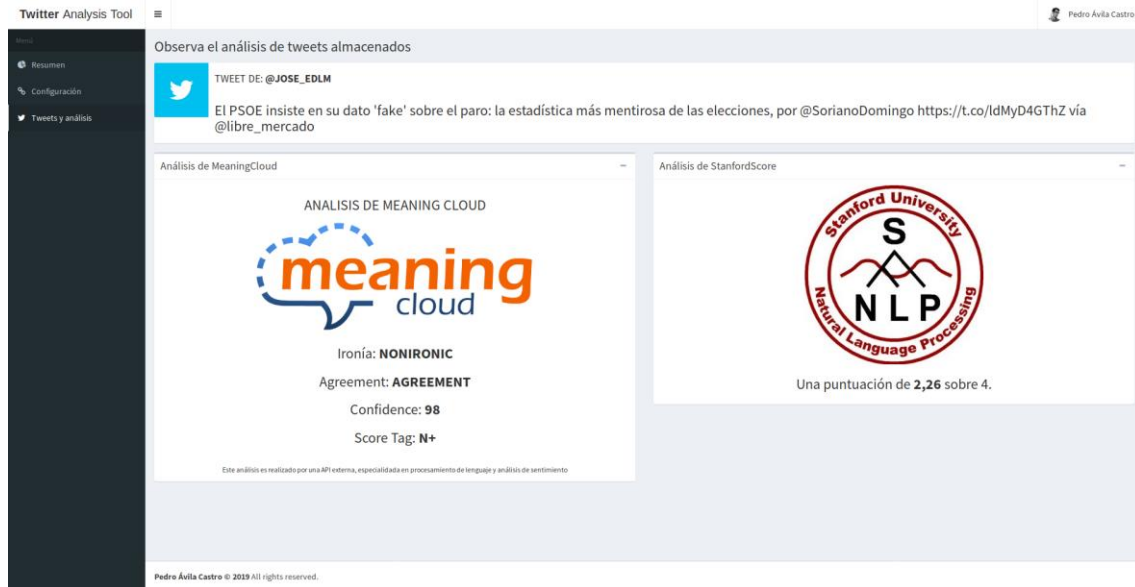 Twitter Analysis Tool
Pedro Ávila Castro
Menú
Resumen
Configuración
Tweets y análisis
Observa el análisis de tweets almacenados
TWEET DE: @JOSE_EDLM
El PSOE insiste en su dato 'fake' sobre el paro: la estadística más mentirosa de las elecciones, por @SorianoDomingo https://t.co/ldMyD4GThZ vía
@libre_mercado
Análisis de MeaningCloud
ANALISIS DE MEANING CLOUD
meaning
cloud
Ironía: NONIRONIC
Agreement: AGREEMENT
Confidence: 98
Score Tag: N+
Este análisis es realizado por una API externa, especialidada en procesamiento de lenguaje y análisis de sentimiento
Análisis de StanfordScore
Stanford University
S
N L P
Natural Language Processing
Una puntuación de 2,26 sobre 4.
Pedro Ávila Castro © 2019 All rights reserved.